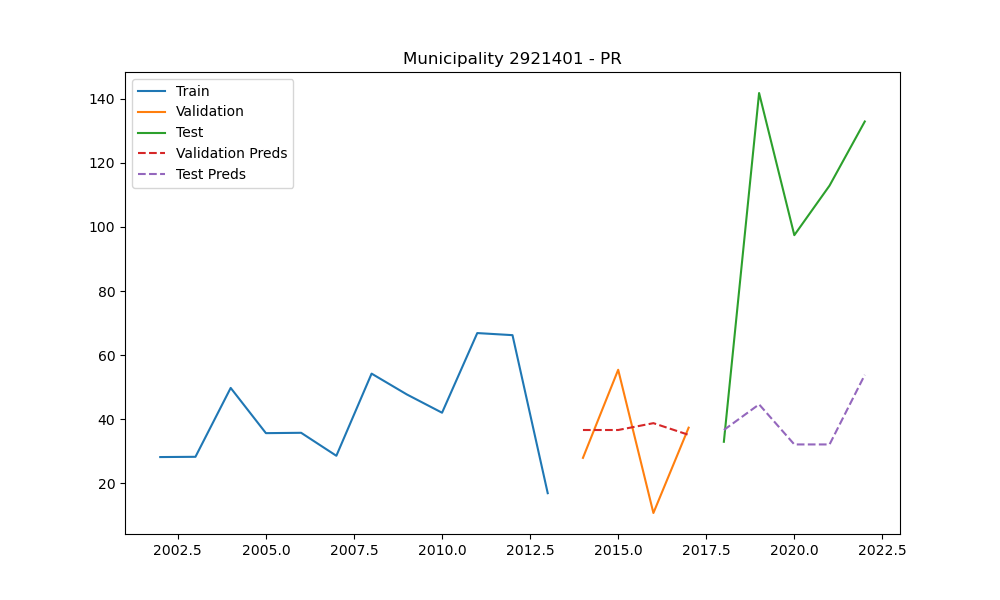 Municipality 2921401 - PR
Train
Validation
Test
Validation Preds
Test Preds
140
120
100
80
60
40
20
2002.5 2005.0 2007.5 2010.0 2012.5 2015.0 2017.5 2020.0 2022.5